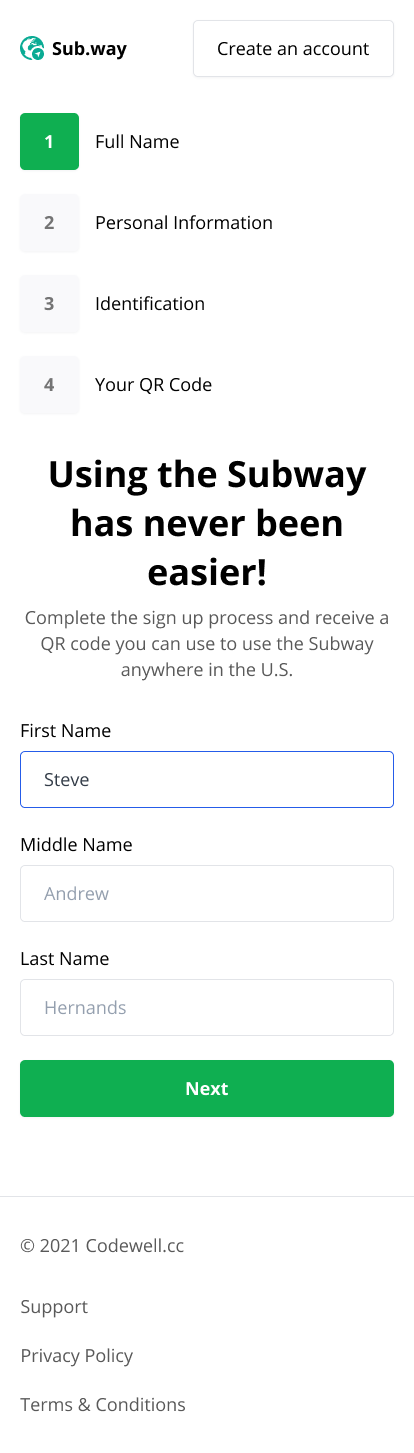 Sub.way
Create an account
1
Full Name
2
Personal Information
3
Identification
4
Your QR Code
Using the Subway
has never been
easier!
Complete the sign up process and receive a
QR code you can use to use the Subway
anywhere in the U.S.
First Name
Steve
Middle Name
Andrew
Last Name
Hernands
Next
© 2021 Codewell.cc
Support
Privacy Policy
Terms & Conditions